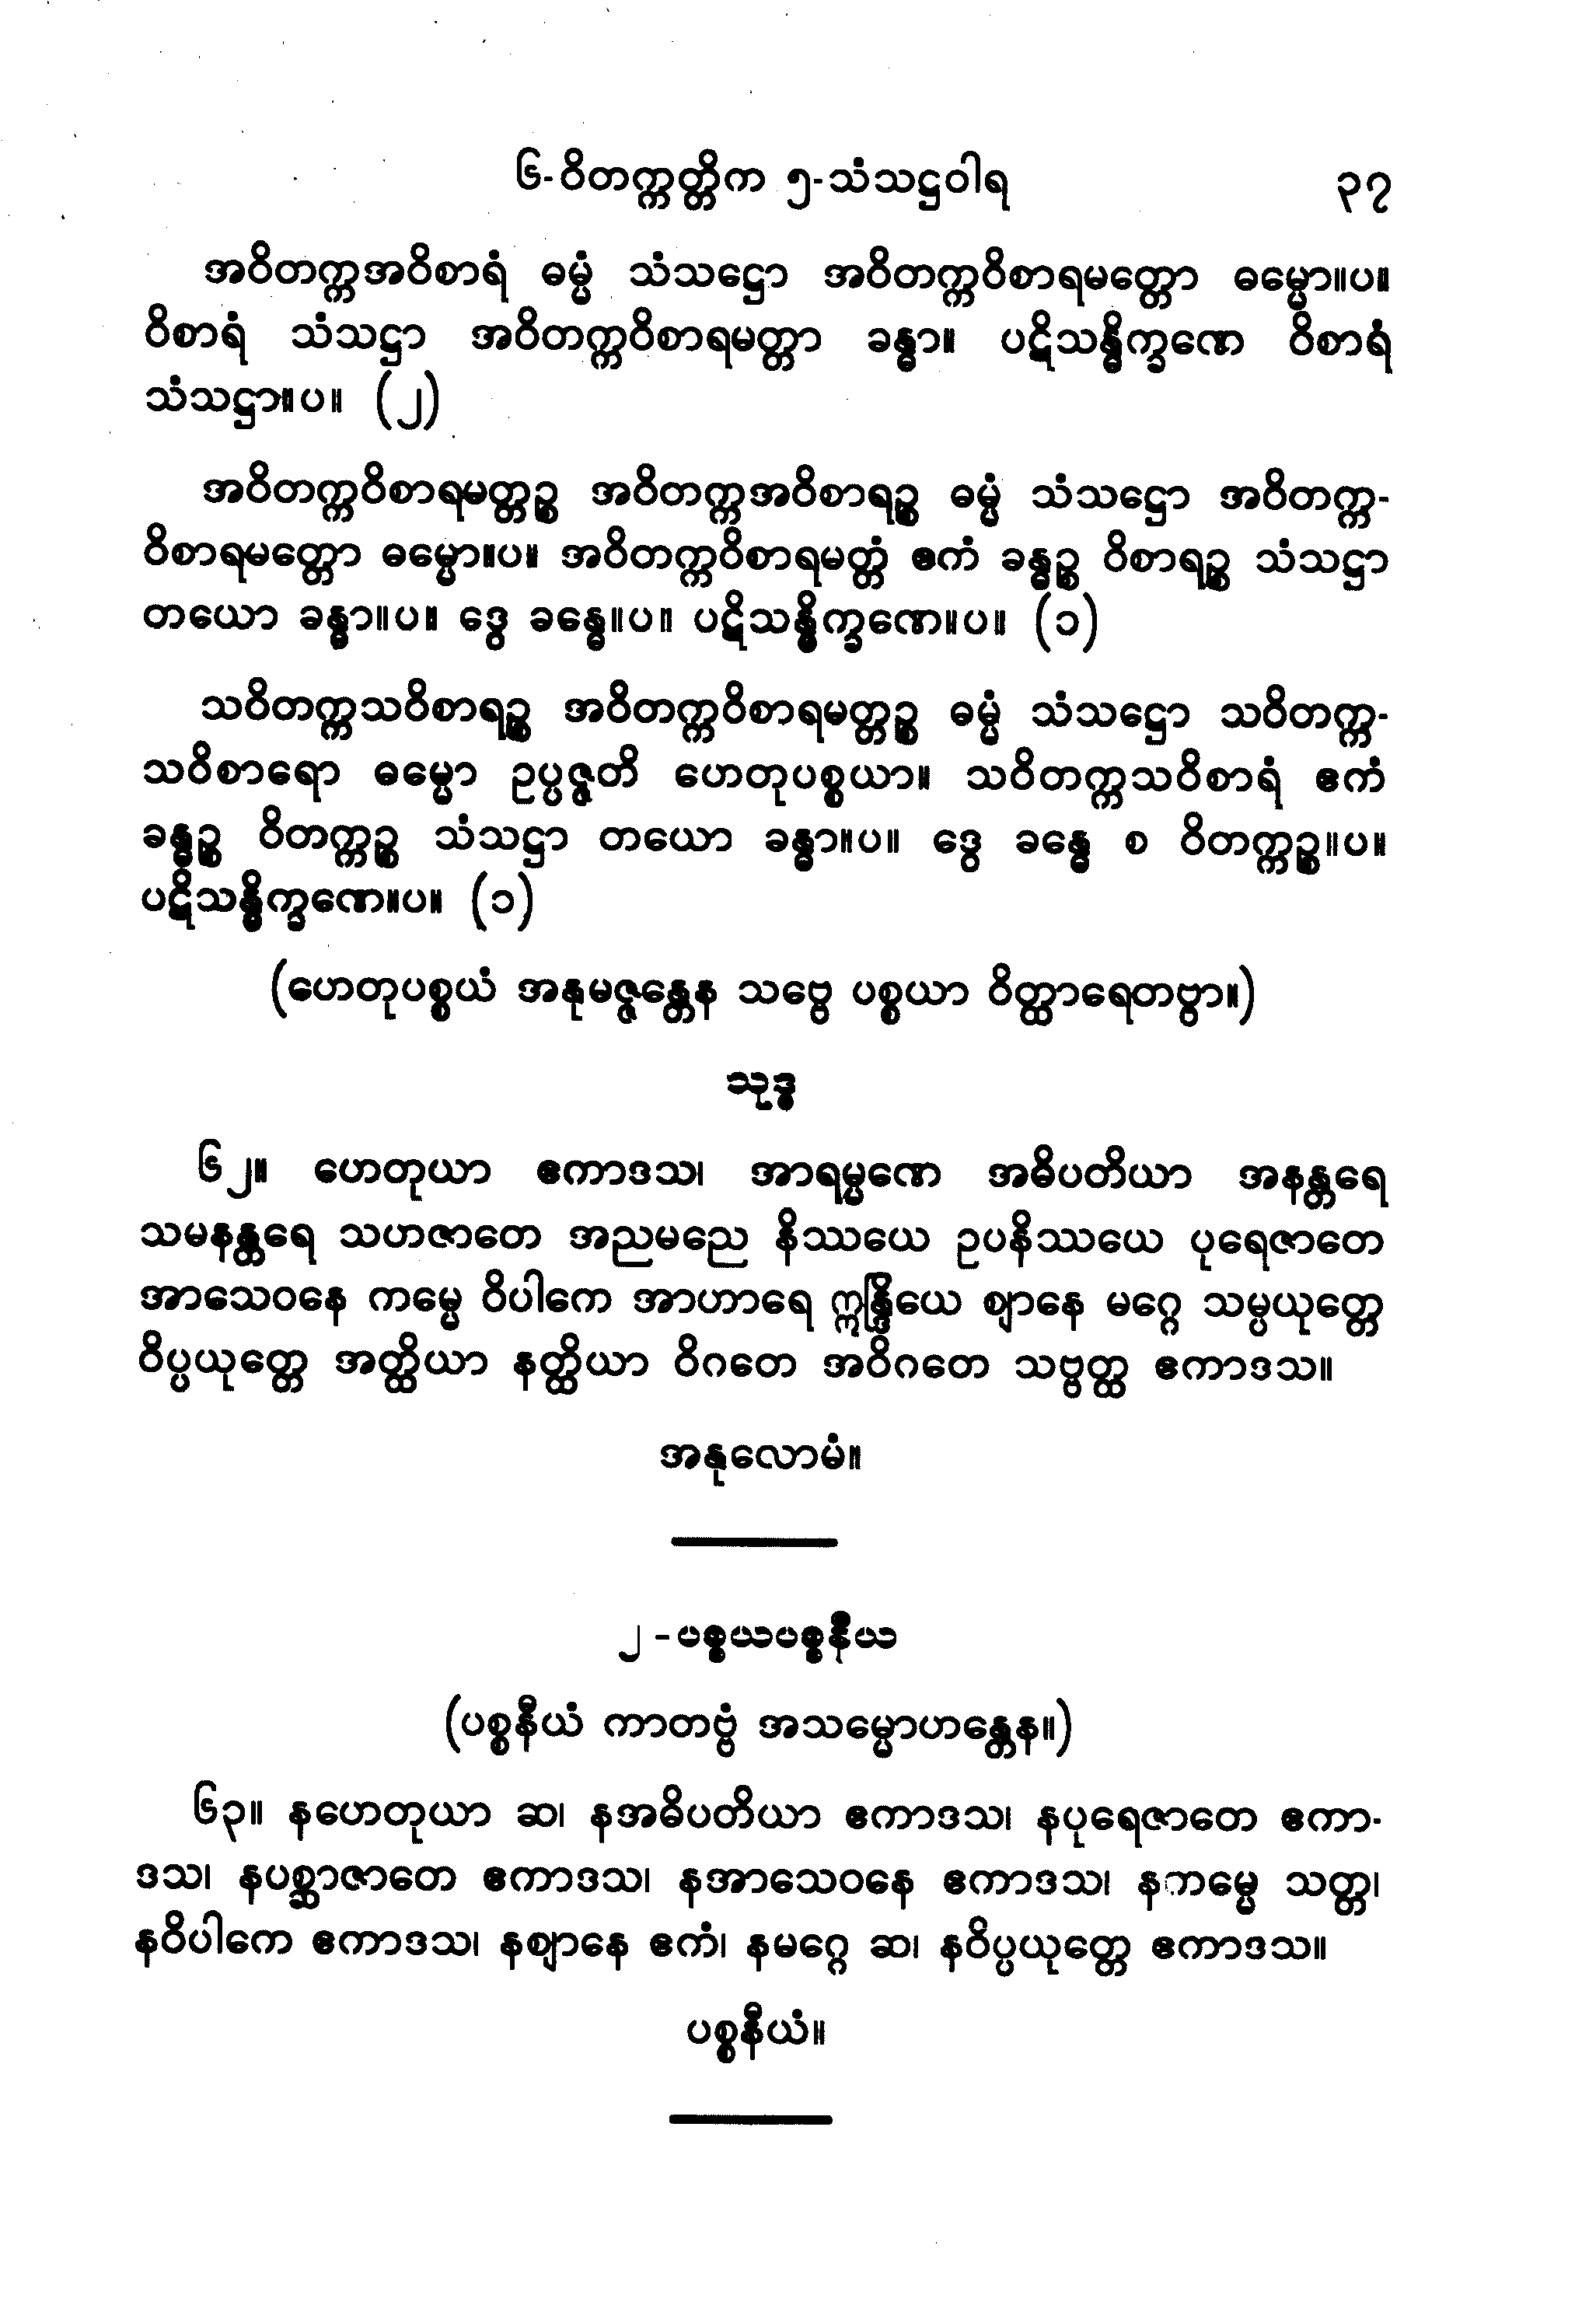 ၆-ဝိတက္ကတ္တိက ၅-သံသဋ္ဌဝါရ ၃၇
အဝိတက္ကအဝိစာရံ ဓမ္မံ သံသဋ္ဌော အဝိတက္ကဝိစာရမတ္တော ဓမ္မော။ပ။
ဝိစာရံ သံသဋ္ဌာ အဝိတက္ကဝိစာရမတ္တာ ခန္ဓာ။ ပဋိသန္ဓိက္ခဏေ ဝိစာရံ
သံသဋ္ဌာ။ပ။ (၂)
အဝိတက္ကဝိစာရမတ္တဉ္စ အဝိတက္ကအဝိစာရဉ္စ ဓမ္မံ သံသဋ္ဌော အဝိတက္က-
ဝိစာရမတ္တော ဓမ္မော။ပ။ အဝိတက္ကဝိစာရမတ္တံ ဧကံ ခန္ဓဉ္စ ဝိစာရဉ္စ သံသဋ္ဌာ
တယော ခန္ဓာ။ပ။ ဒွေ ခန္ဓေ။ပ။ ပဋိသန္ဓိက္ခဏေ။ပ။ (၁)
သဝိတက္ကသဝိစာရဉ္စ အဝိတက္ကဝိစာရမတ္တဉ္စ ဓမ္မံ သံသဋ္ဌော သဝိတက္က-
သဝိစာရော ဓမ္မော ဥပ္ပဇ္ဇတိ ဟေတုပစ္စယာ။ သဝိတက္ကသဝိစာရံ ဧကံ
ခန္ဓဉ္စ ဝိတက္ကဉ္စ သံသဋ္ဌာ တယော ခန္ဓာ။ပ။ ဒွေ ခန္ဓေ စ ဝိတက္ကဉ္စ။ပ။
ပဋိသန္ဓိက္ခဏေ။ပ။ (၁)
(ဟေတုပစ္စယံ အနုမဇ္ဇန္တေန သဗ္ဗေ ပစ္စယာ ဝိတ္ထာရေတဗ္ဗာ။)
သုဒ္ဓ
၆၂။ ဟေတုယာ ဧကာဒသ၊ အာရမ္မဏေ အဓိပတိယာ အနန္တရေ
သမနန္တရေ သဟဇာတေ အညမညေ နိဿယေ ဥပနိဿယေ ပုရေဇာတေ
အာသေဝနေ ကမ္မေ ဝိပါကေ အာဟာရေ ဣန္ဒြိယေ ဈာနေ မဂ္ဂေ သမ္ပယုတ္တေ
ဝိပ္ပယုတ္တေ အတ္ထိယာ နတ္ထိယာ ဝိဂတေ အဝိဂတေ သဗ္ဗတ္ထ ဧကာဒသ။
အနုလောမံ။
၂-ပစ္စယပစ္စနီယ
(ပစ္စနီယံ ကာတဗ္ဗံ အသမ္မောဟန္တေန။)
၆၃။ နဟေတုယာ ဆ၊ နအဓိပတိယာ ဧကာဒသ၊ နပုရေဇာတေ ဧကာ-
ဒသ၊ နပစ္ဆာဇာတေ ဧကာဒသ၊ နအာသေဝနေ ဧကာဒသ၊ နကမ္မေ သတ္တ၊
နဝိပါကေ ဧကာဒသ၊ နဈာနေ ဧကံ၊ နမဂ္ဂေ ဆ၊ နဝိပ္ပယုတ္တေ ဧကာဒသ။
ပစ္စနီယံ။